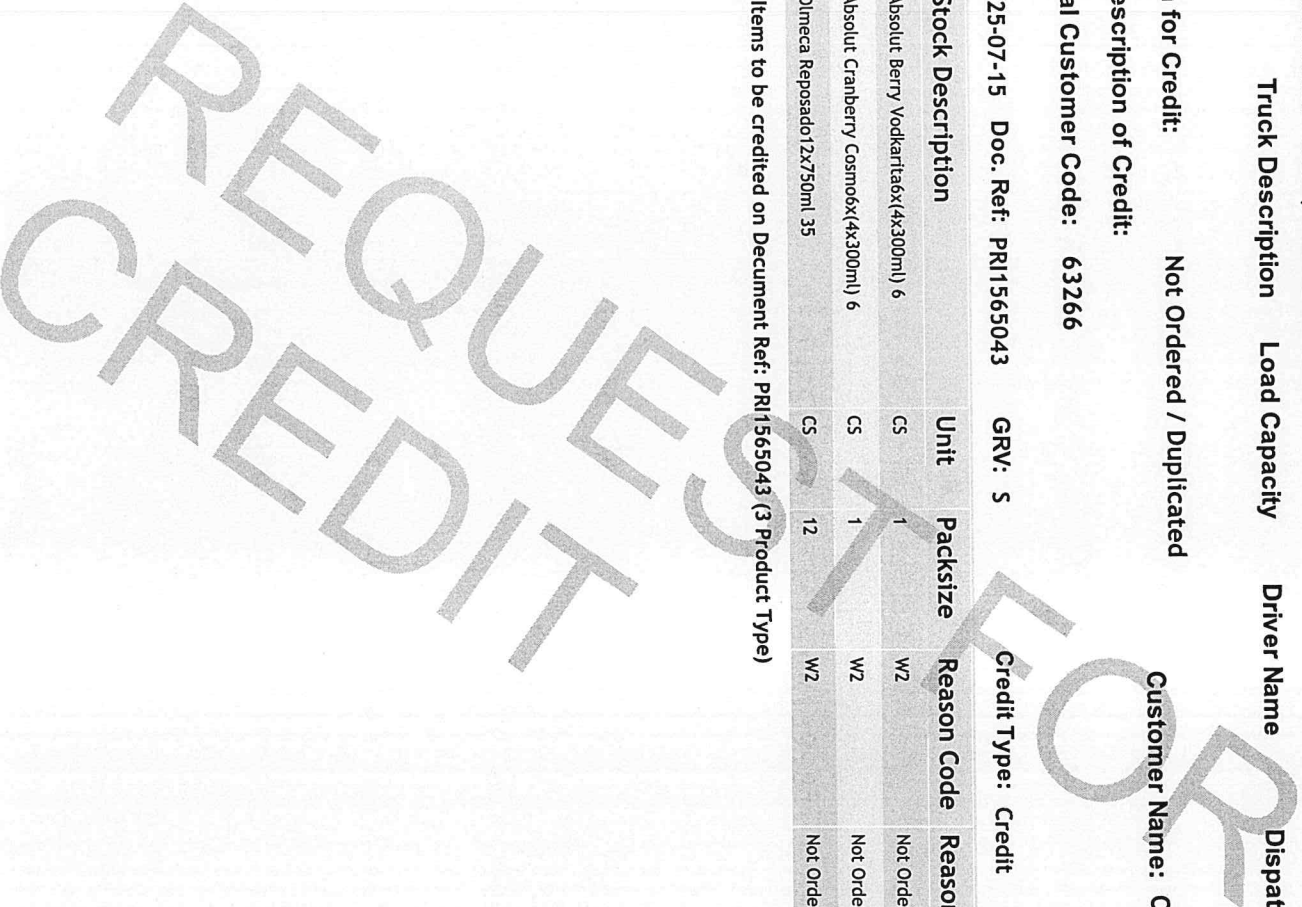 Truck Description Load Capacity Driver Name Dispat
for Credit: Not Ordered / Duplicated
Customer Name: C
escription of Credit:
al Customer Code: 63266
25-07-15 Doc. Ref: PRI1565043 GRV: S Credit Type: Credit
Stock Description Unit Packsize Reason Code Reason
Absolut Berry Vodkarita6x(4x300ml) 6 CS 1 W2 Not Orde
Absolut Cranberry Cosmo6x(4x300ml) 6 CS 1 W2 Not Orde
Olmeca Reposado12x750ml 35 CS 12 W2 Not Orde
Items to be credited on Decument Ref: PRI1565043 (3 Product Type)
REQUEST FOR
CREDIT